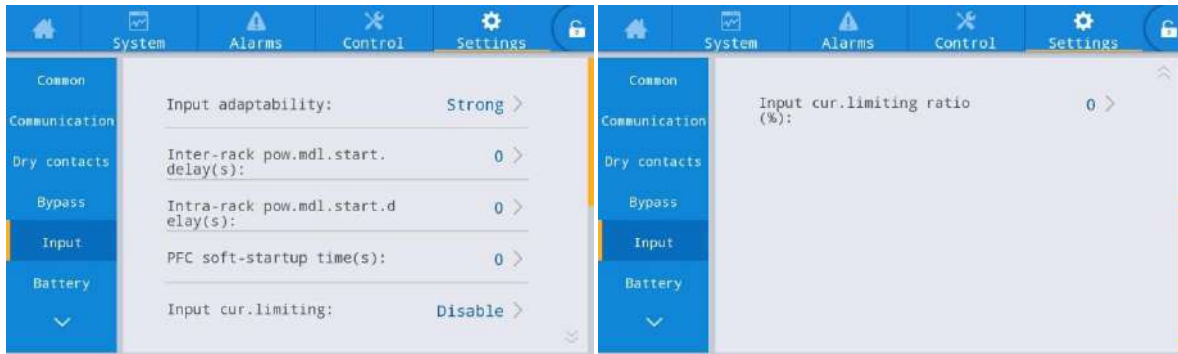 System Alarms Control Settings
Common
Communication
Dry contacts
Bypass
Input
Battery
Input adaptability: Strong >
Inter-rack pow.mdl.start. 0 >
delay(s):
Intra-rack pow.mdl.start.d 0 >
elay(s):
PFC soft-startup time(s): 0 >
Input cur.limiting: Disable >
System Alarms Control Settings
Common
Communication
Dry contacts
Bypass
Input
Battery
Input cur.limiting ratio 0 >
(%):